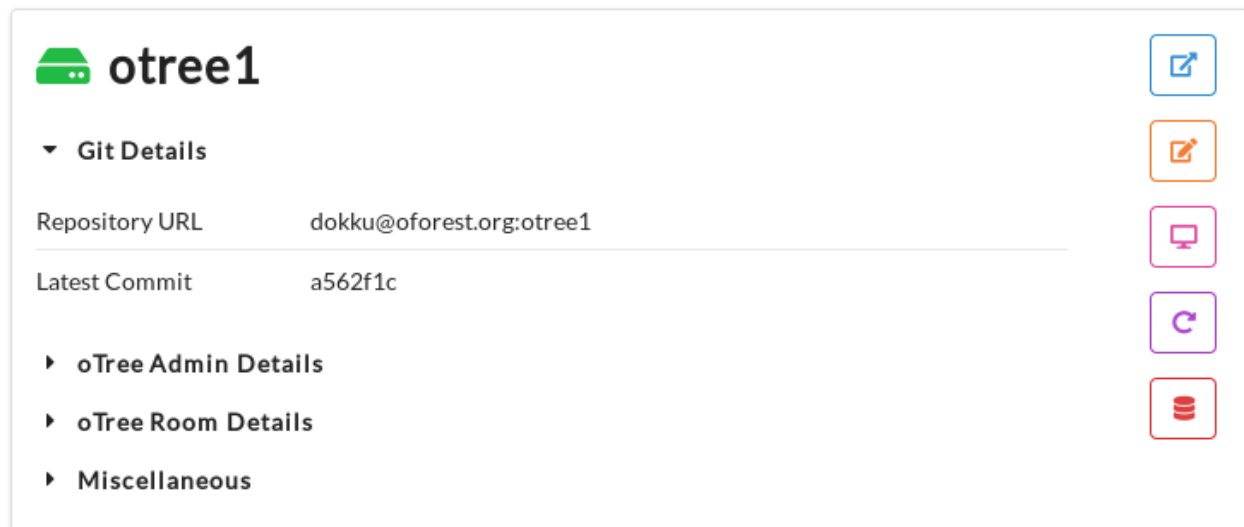 otree1
Git Details
Repository URL dokku@oforest.org:otree1
Latest Commit a562f1c
oTree Admin Details
oTree Room Details
Miscellaneous